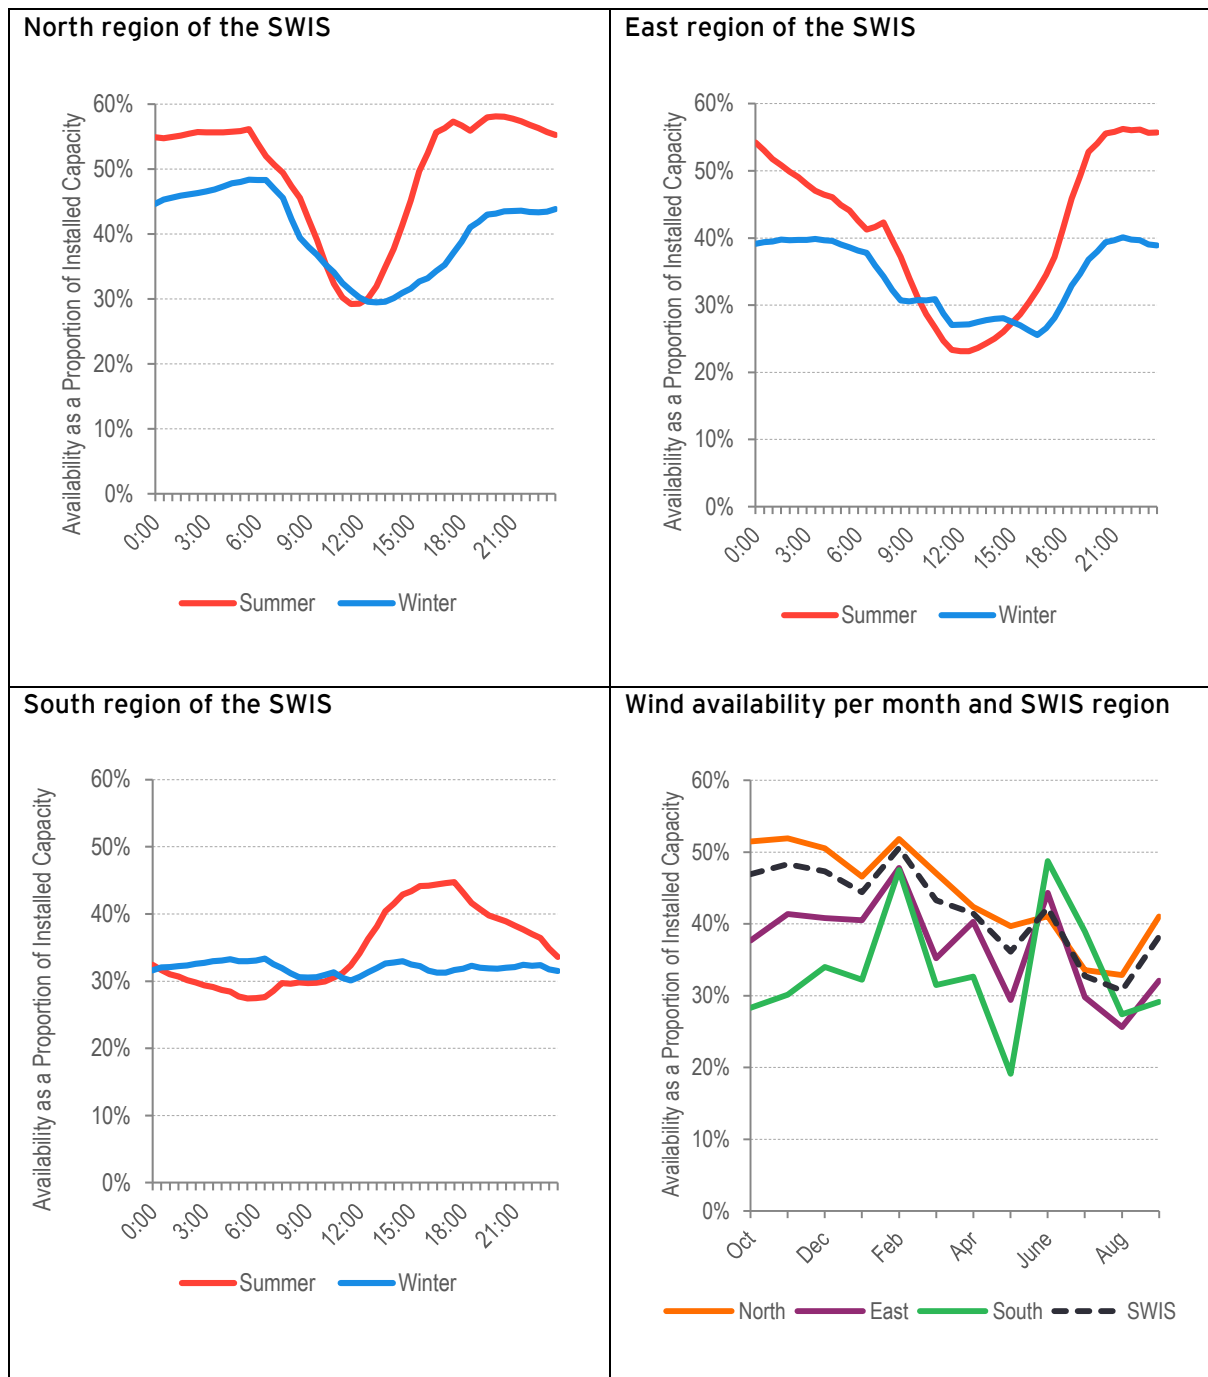 North region of the SWIS
Availability as a Proportion of Installed Capacity
60%
50%
40%
30%
20%
10%
0%
0:00
3:00
6:00
9:00
12:00
15:00
18:00
21:00
Summer
Winter
East region of the SWIS
Availability as a Proportion of Installed Capacity
60%
50%
40%
30%
20%
10%
0%
0:00
3:00
6:00
9:00
12:00
15:00
18:00
21:00
Summer
Winter
South region of the SWIS
Availability as a Proportion of Installed Capacity
60%
50%
40%
30%
20%
10%
0%
0:00
3:00
6:00
9:00
12:00
15:00
18:00
21:00
Summer
Winter
Wind availability per month and SWIS region
Availability as a Proportion of Installed Capacity
60%
50%
40%
30%
20%
10%
0%
Oct
Dec
Feb
Apr
June
Aug
North
East
South
SWIS